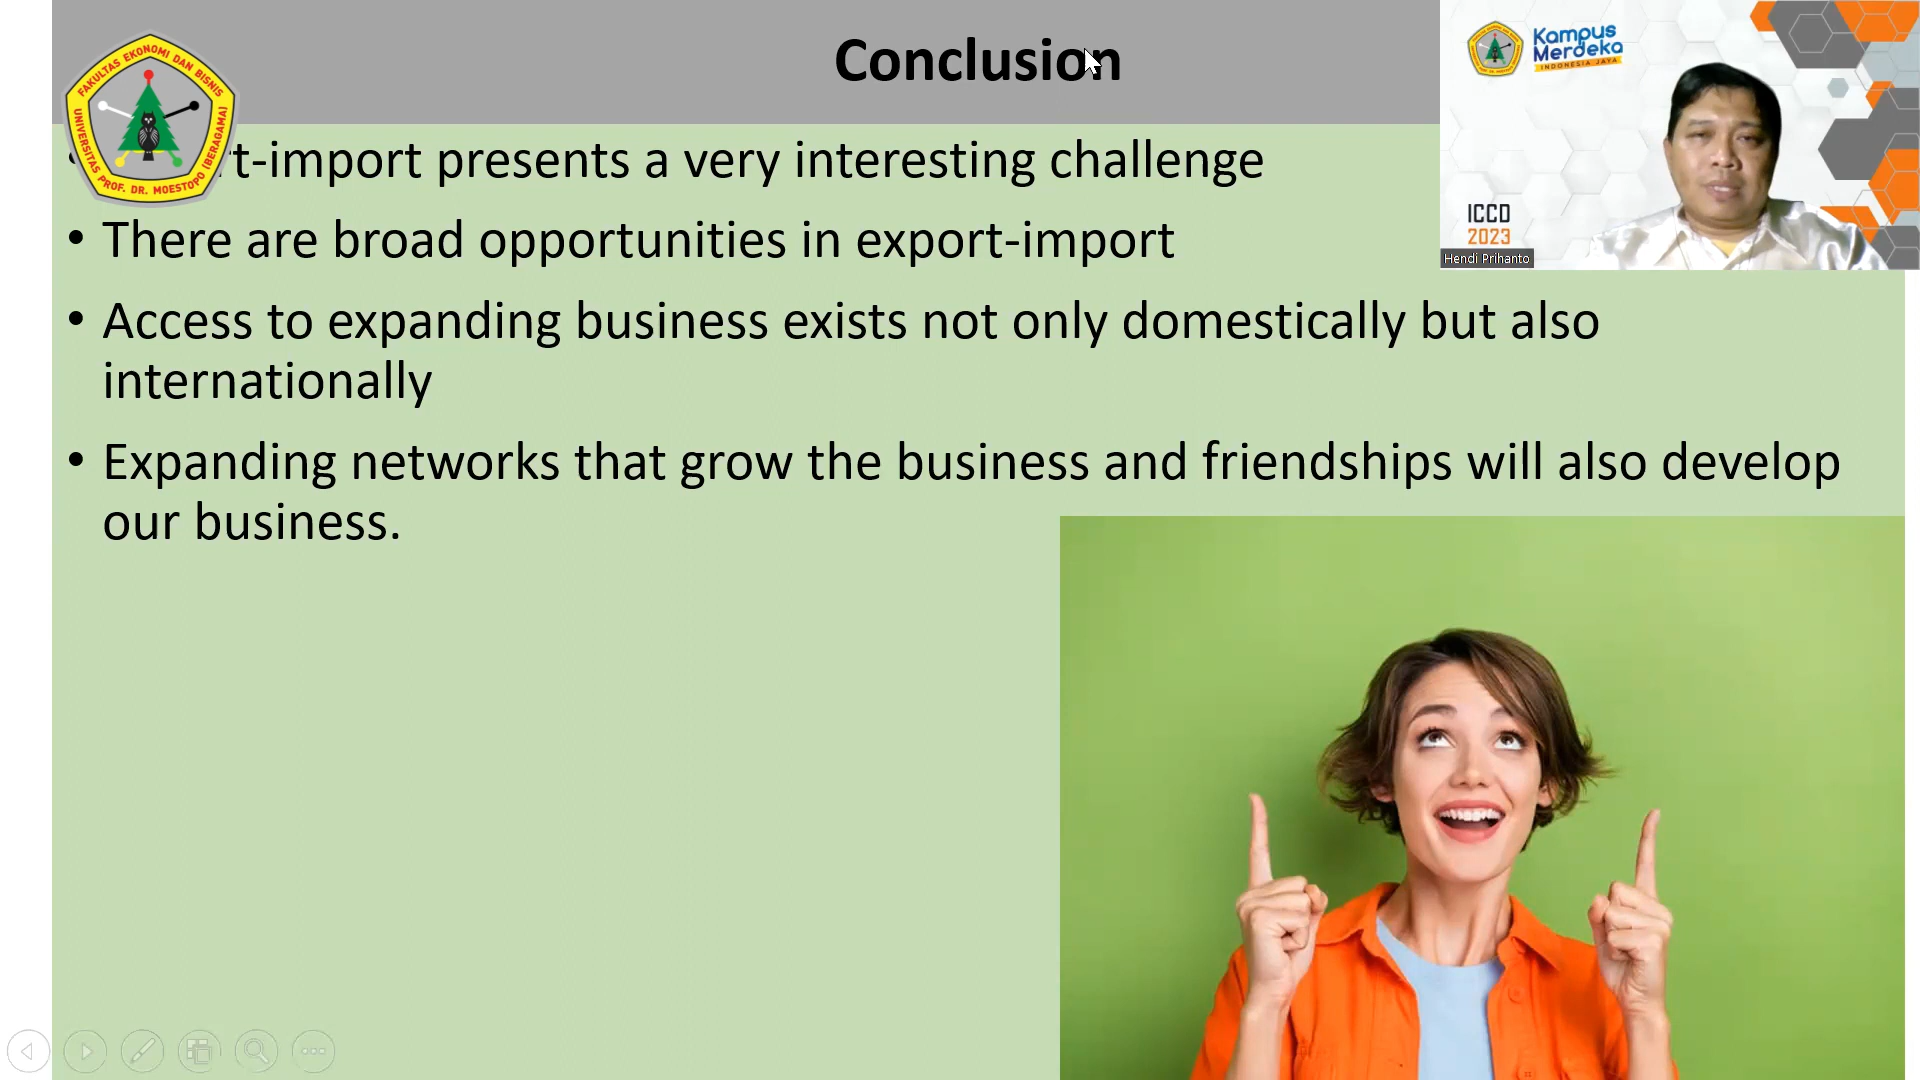 Conclusion
FAKULTAS EKONOMI DAN BISNIS
UNIVERSITAS PROF. DR. MOESTOPO (BERAGAMA)
rt-import presents a very interesting challenge
• There are broad opportunities in export-import
• Access to expanding business exists not only domestically but also
internationally
• Expanding networks that grow the business and friendships will also develop
our business.
Kampus
Merdeka
INDONESIA JAYA
ICCD
2023
Hendi Prihanto